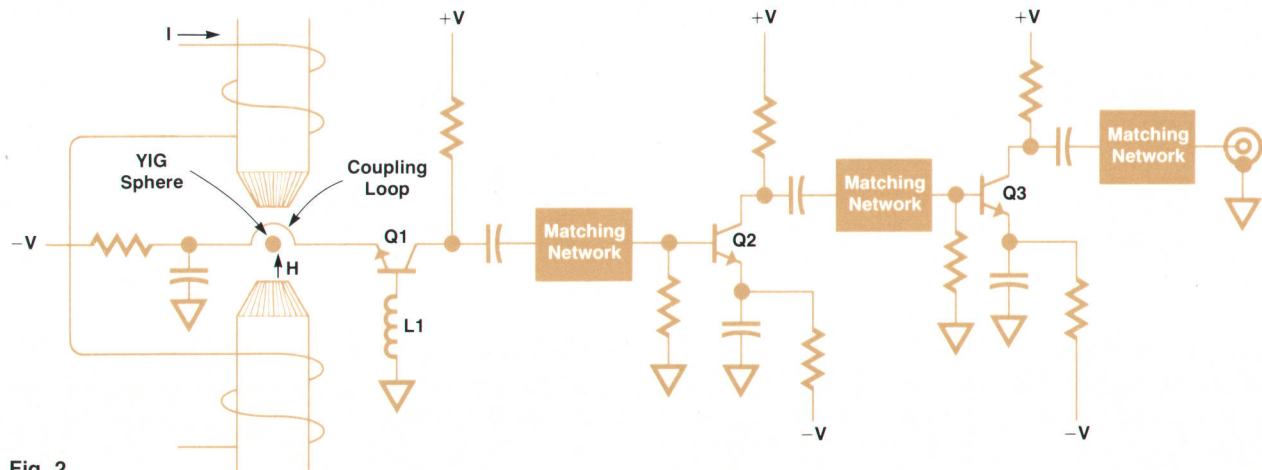 I
+V
+V
+V
YIG
Sphere
Coupling
Loop
Matching
Network
Matching
Network
Q3
−V
Q1
Matching
Network
Q2
H
L1
−V
−V
Fig. 2